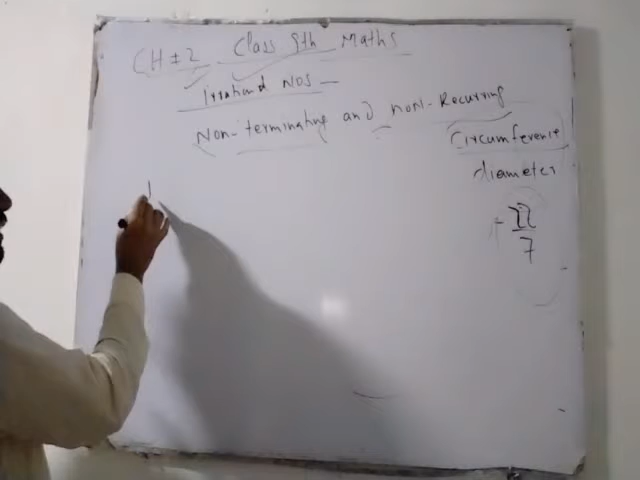 CH # 2 Class 9th Maths
Irrational Nos —
Non-terminating and non-Recurring
Circumference
diameter
22
7